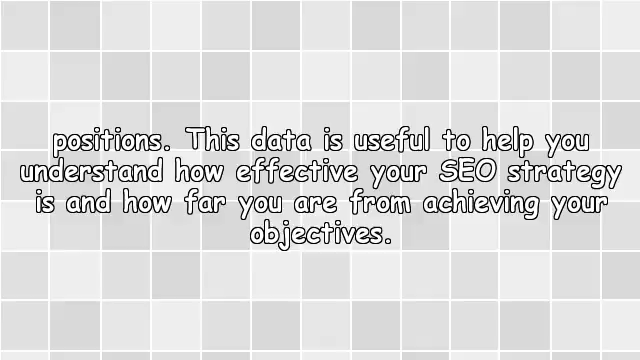 positions. This data is useful to help you
understand how effective your SEO strategy
is and how far you are from achieving your
objectives.